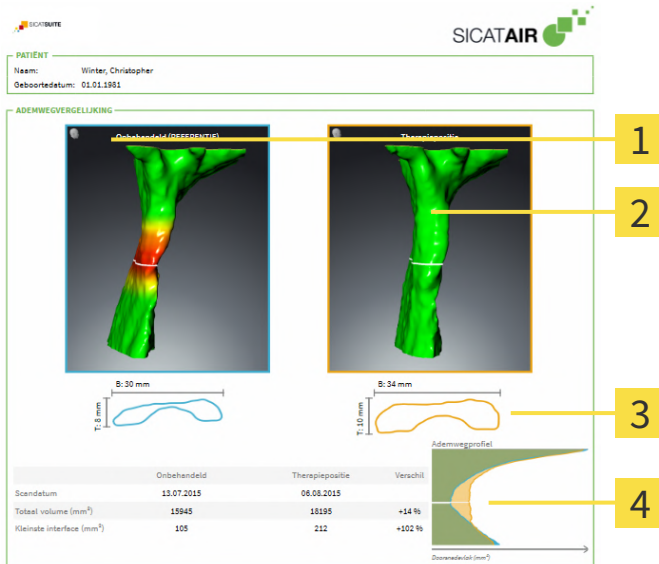 SICATSUITE
SICATAIR
PATIËNT
Naam: Winter, Christopher
Geboortedatum: 01.01.1981
ADEMWEGVERGELIJKING
Onbehandeld (REFERENTIE)
Therapiepositie
1
2
B: 30 mm
T: 8 mm
B: 34 mm
T: 10 mm
3
Ademwegprofiel
Onbehandeld Therapiepositie Verschil
Scandatum 13.07.2015 06.08.2015
Totaal volume (mm³) 15945 18195 +14 %
Kleinste interface (mm²) 105 212 +102 %
4
Doorsnedevlak (mm²)